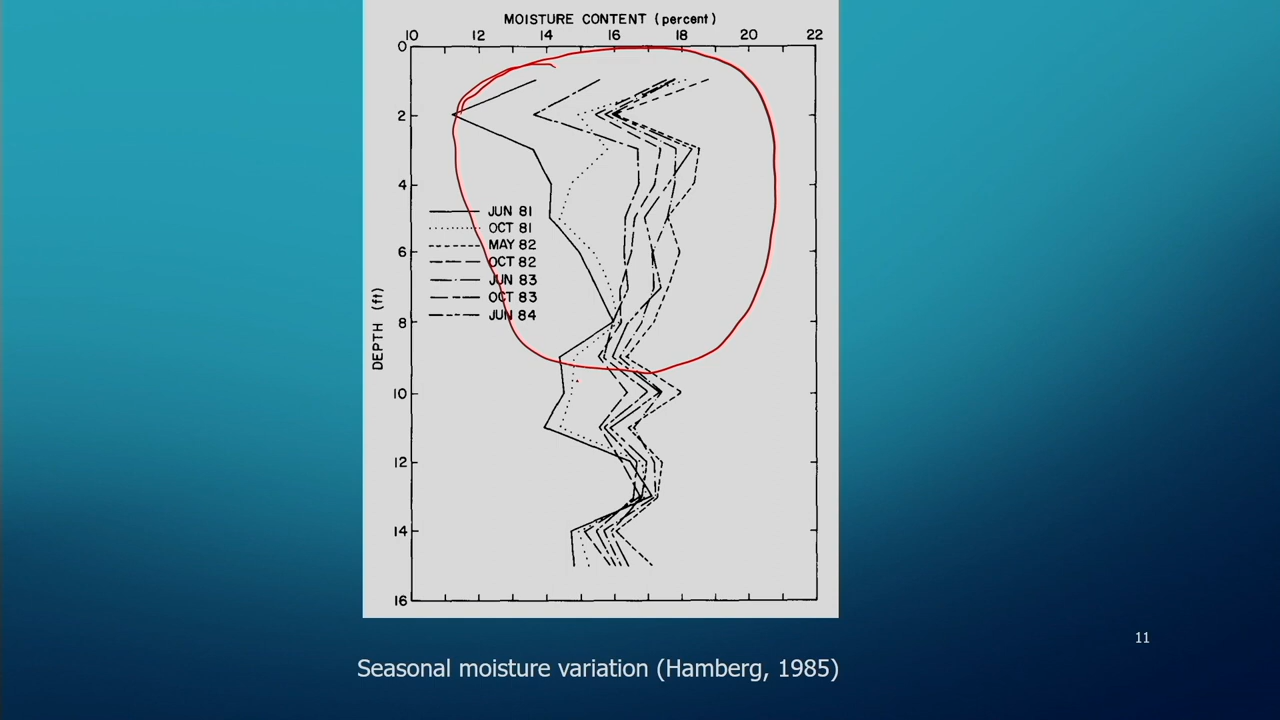 MOISTURE CONTENT (percent)
10 12 14 16 18 20 22
0
2
4
JUN 81
OCT 81
MAY 82
6
OCT 82
JUN 83
OCT 83
JUN 84
8
DEPTH (ft)
10
12
14
16
11
Seasonal moisture variation (Hamberg, 1985)